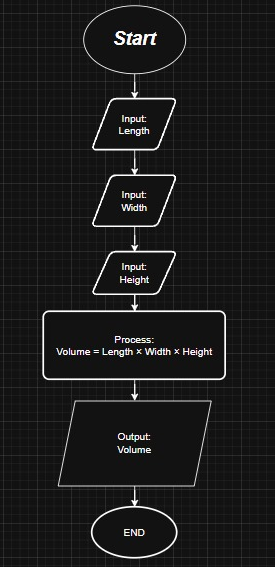 Start
Input:
Length
Input:
Width
Input:
Height
Process:
Volume = Length × Width × Height
Output:
Volume
END